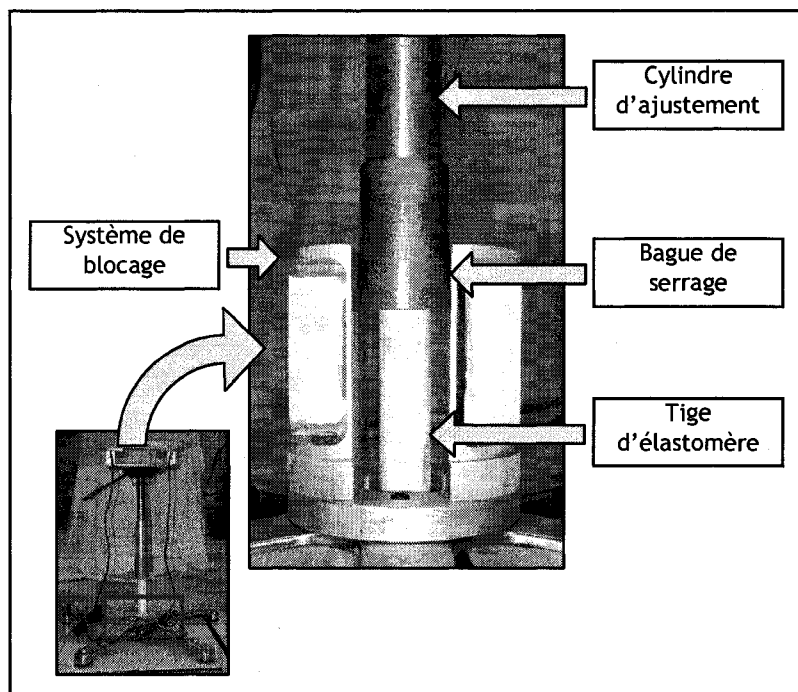 Cylindre
d'ajustement
Système de
blocage
Bague de
serrage
Tige
d'élastomère